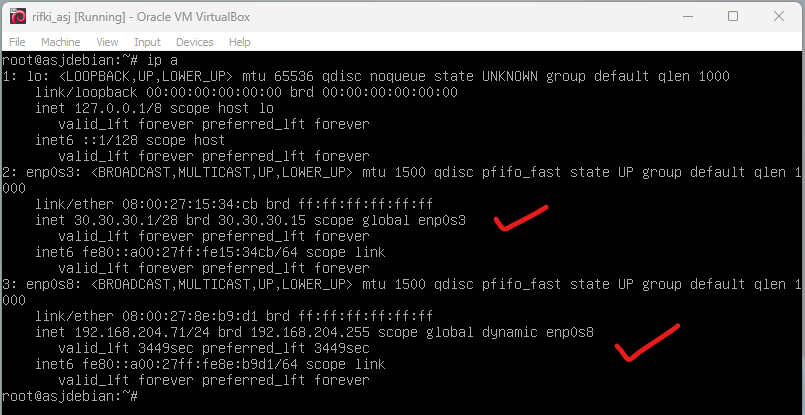 rifki_asj [Running] - Oracle VM VirtualBox
File Machine View Input Devices Help
root@asjdebian:~# ip a
1: lo: <LOOPBACK,UP,LOWER_UP> mtu 65536 qdisc noqueue state UNKNOWN group default qlen 1000
    link/loopback 00:00:00:00:00:00 brd 00:00:00:00:00:00
    inet 127.0.0.1/8 scope host lo
       valid_lft forever preferred_lft forever
    inet6 ::1/128 scope host
       valid_lft forever preferred_lft forever
2: enp0s3: <BROADCAST,MULTICAST,UP,LOWER_UP> mtu 1500 qdisc pfifo_fast state UP group default qlen 1
000
    link/ether 08:00:27:15:34:cb brd ff:ff:ff:ff:ff:ff
    inet 30.30.30.1/28 brd 30.30.30.15 scope global enp0s3
       valid_lft forever preferred_lft forever
    inet6 fe80::a00:27ff:fe15:34cb/64 scope link
       valid_lft forever preferred_lft forever
3: enp0s8: <BROADCAST,MULTICAST,UP,LOWER_UP> mtu 1500 qdisc pfifo_fast state UP group default qlen 1
000
    link/ether 08:00:27:8e:b9:d1 brd ff:ff:ff:ff:ff:ff
    inet 192.168.204.71/24 brd 192.168.204.255 scope global dynamic enp0s8
       valid_lft 3449sec preferred_lft 3449sec
    inet6 fe80::a00:27ff:fe8e:b9d1/64 scope link
       valid_lft forever preferred_lft forever
root@asjdebian:~#